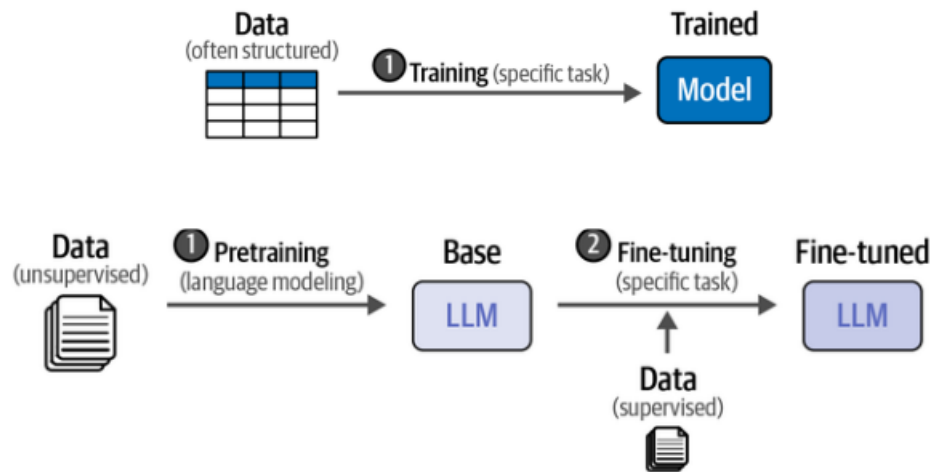 Data
(often structured)
1 Training (specific task)
Trained
Model
Data
(unsupervised)
1 Pretraining
(language modeling)
Base
LLM
2 Fine-tuning
(specific task)
Data
(supervised)
Fine-tuned
LLM